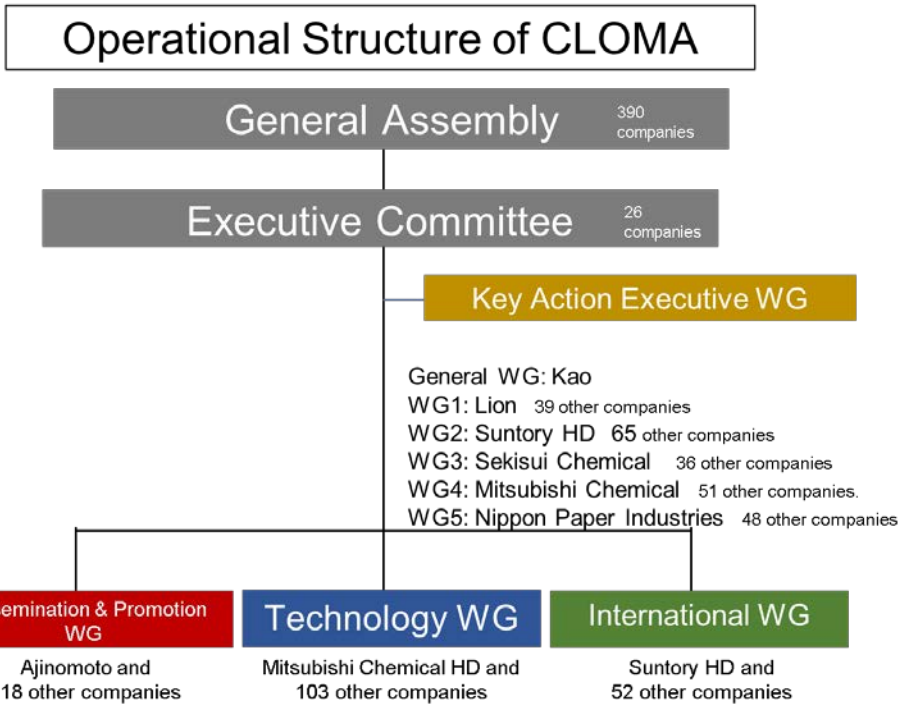 Operational Structure of CLOMA
General Assembly 390 companies
Executive Committee 26 companies
Key Action Executive WG
General WG: Kao
WG1: Lion 39 other companies
WG2: Suntory HD 65 other companies
WG3: Sekisui Chemical 36 other companies
WG4: Mitsubishi Chemical 51 other companies.
WG5: Nippon Paper Industries 48 other companies
semination & Promotion
WG
Technology WG
International WG
Ajinomoto and
18 other companies
Mitsubishi Chemical HD and
103 other companies
Suntory HD and
52 other companies